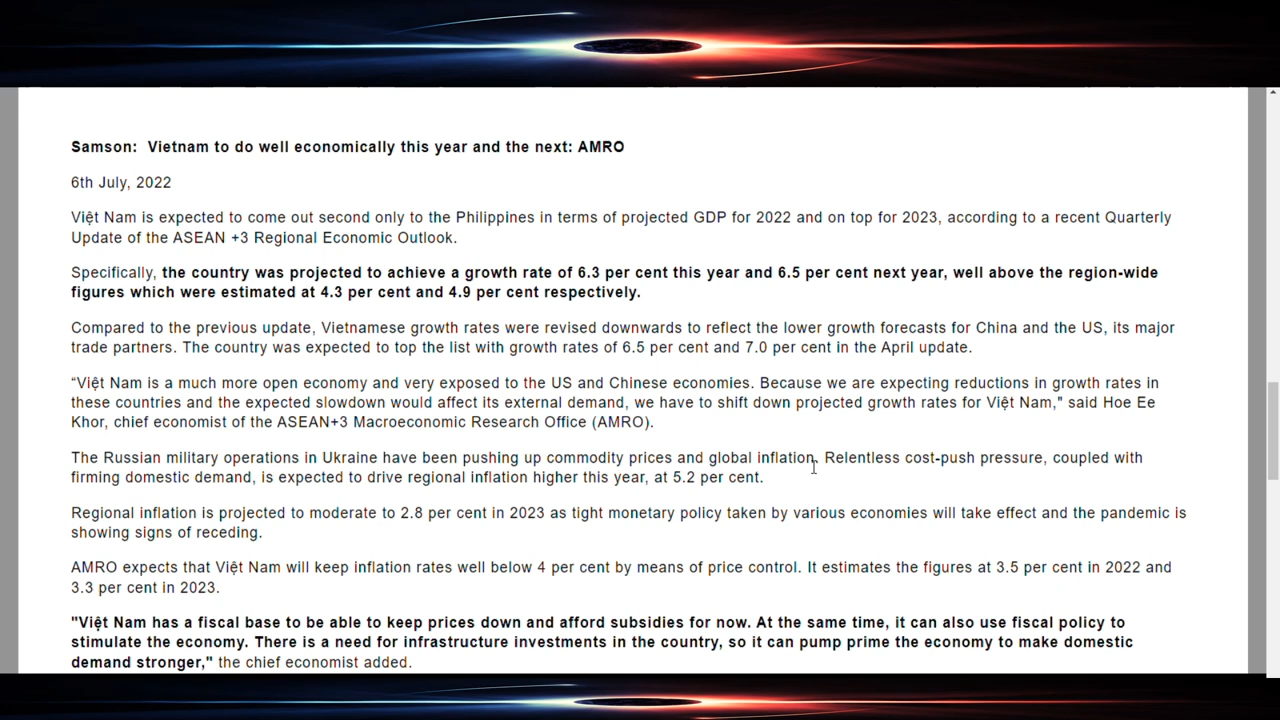 Samson:  Vietnam to do well economically this year and the next: AMRO
6th July, 2022
Việt Nam is expected to come out second only to the Philippines in terms of projected GDP for 2022 and on top for 2023, according to a recent Quarterly
Update of the ASEAN +3 Regional Economic Outlook.
Specifically, the country was projected to achieve a growth rate of 6.3 per cent this year and 6.5 per cent next year, well above the region-wide
figures which were estimated at 4.3 per cent and 4.9 per cent respectively.
Compared to the previous update, Vietnamese growth rates were revised downwards to reflect the lower growth forecasts for China and the US, its major
trade partners. The country was expected to top the list with growth rates of 6.5 per cent and 7.0 per cent in the April update.
“Việt Nam is a much more open economy and very exposed to the US and Chinese economies. Because we are expecting reductions in growth rates in
these countries and the expected slowdown would affect its external demand, we have to shift down projected growth rates for Việt Nam," said Hoe Ee
Khor, chief economist of the ASEAN+3 Macroeconomic Research Office (AMRO).
The Russian military operations in Ukraine have been pushing up commodity prices and global inflation. Relentless cost-push pressure, coupled with
firming domestic demand, is expected to drive regional inflation higher this year, at 5.2 per cent.
Regional inflation is projected to moderate to 2.8 per cent in 2023 as tight monetary policy taken by various economies will take effect and the pandemic is
showing signs of receding.
AMRO expects that Việt Nam will keep inflation rates well below 4 per cent by means of price control. It estimates the figures at 3.5 per cent in 2022 and
3.3 per cent in 2023.
"Việt Nam has a fiscal base to be able to keep prices down and afford subsidies for now. At the same time, it can also use fiscal policy to
stimulate the economy. There is a need for infrastructure investments in the country, so it can pump prime the economy to make domestic
demand stronger," the chief economist added.